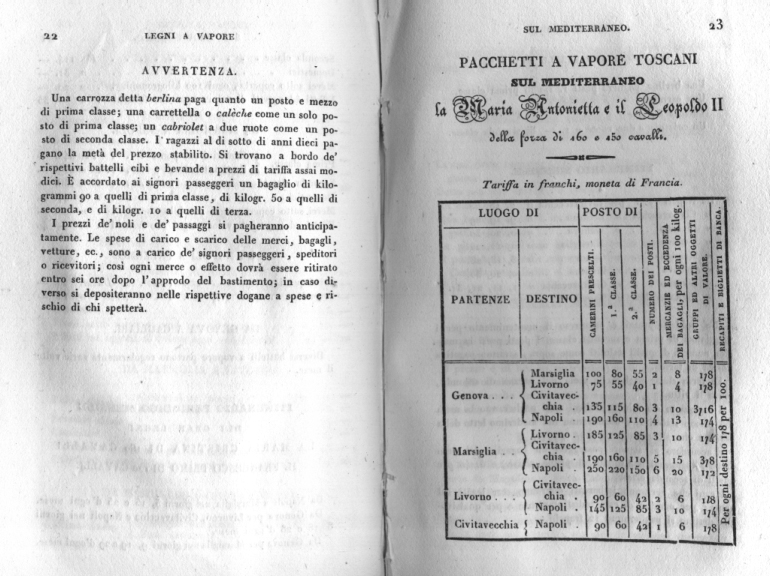 22
LEGNI A VAPORE
AVVERTENZA.
Una carrozza detta berlina paga quanto un posto e mezzo
di prima classe; una carrettella o calèche come un solo po-
sto di prima classe; un cabriolet a due ruote come un po-
sto di seconda classe. I' ragazzi al di sotto di anni dieci pa-
gano la metà del prezzo stabilito. Si trovano a bordo de'
rispettivi battelli cibi e bevande a prezzi di tariffa assai mo-
dici. È accordato ai signori passeggeri un bagaglio di kilo-
grammi 90 a quelli di prima classe, di kilogr. 50 a quelli di
seconda, e di kilogr. 10 a quelli di terza.
I prezzi de' noli e de' passaggi si pagheranno anticipa-
tamente. Le spese di carico e scarico delle merci, bagagli,
vetture, ec., sono a carico de' signori passeggeri, speditori
o ricevitori; così ogni merce o effetto dovrà essere ritirato
entro sei ore dopo l'approdo del bastimento; in caso di-
verso si depositeranno nelle rispettive dogane a spese e ri-
schio di chi spetterà.
SUL MEDITERRANEO.
23
PACCHETTI A VAPORE TOSCANI
SUL MEDITERRANEO
la Maria Antonietta e il Leopoldo II
della forza di 160 e 150 cavalli.
Tariffa in franchi, moneta di Francia.
LUOGO DI POSTO DI
PARTENZE DESTINO
CAMERINI PRESCELTI.
1.ª CLASSE.
2.ª CLASSE.
NUMERO DEI POSTI.
MERCANZIE ED ECCEDENZA
DEI BAGAGLI, per ogni 100 kilog.
GRUPPI ED ALTRI OGGETTI
DI VALORE.
RECAPITI E BIGLIETTI DI BANCA.
Marsiglia 100 80 55 2 8 1/8
Livorno 75 55 40 1 4 1/8
Genova . . . Civitavec-
chia . 135 115 80 3 10 3/16
Napoli . 190 160 110 4 13 1/4
Livorno . 185 125 85 3 10 1/4
Marsiglia . . Civitavec-
chia . 190 160 110 5 15 3/8
Napoli . 250 220 150 6 20 1/2
Livorno . . . Civitavec-
chia . 90 60 42 2 6 1/8
Napoli . 145 125 85 3 10 1/4
Civitavecchia Napoli . 90 60 42 1 6 1/8
Per ogni destino 1/8 per 100.